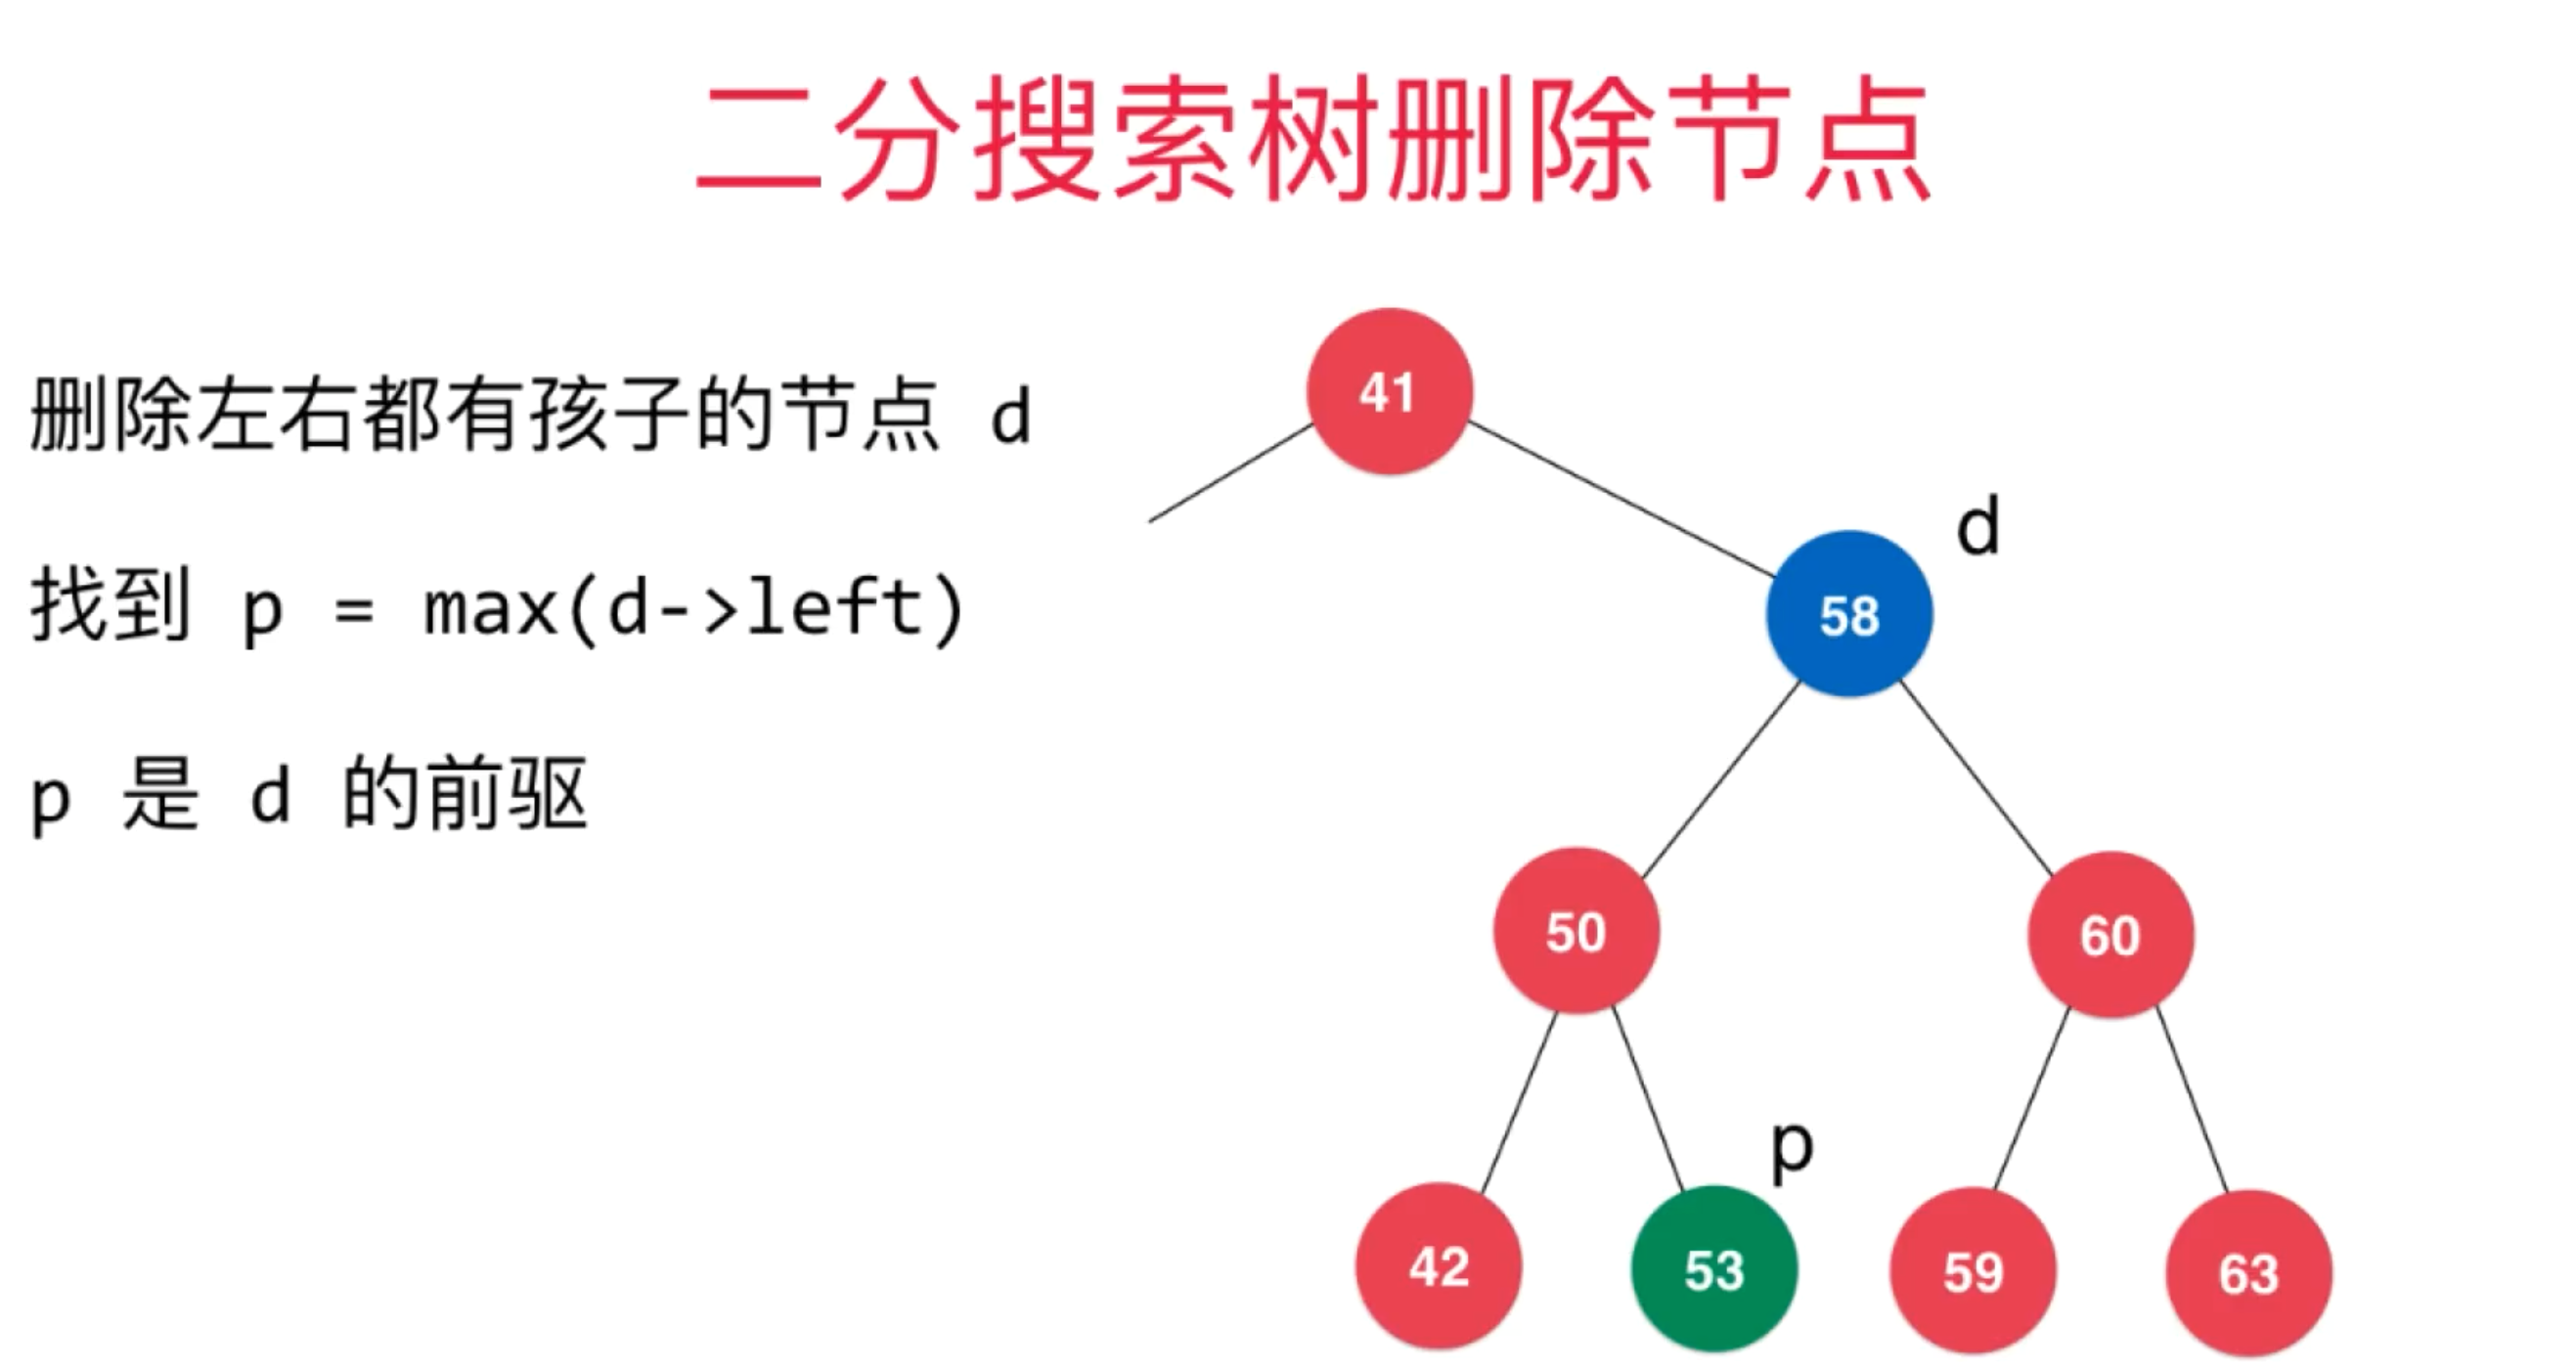 二分搜索树删除节点
删除左右都有孩子的节点 d
找到 p = max(d->left)
p 是 d 的前驱
41
d
58
50
60
p
42
53
59
63